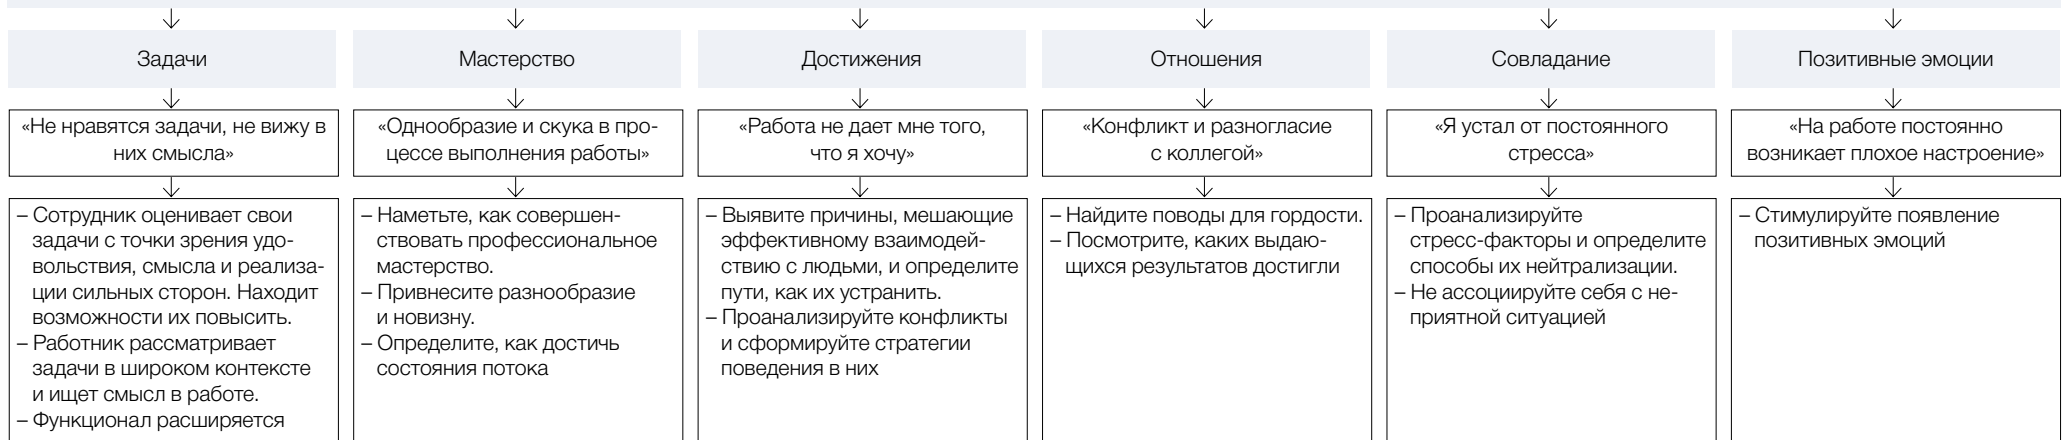 Задачи
Мастерство
Достижения
Отношения
Совладание
Позитивные эмоции
«Не нравятся задачи, не вижу в
них смысла»
«Однообразие и скука в про-
цессе выполнения работы»
«Работа не дает мне того,
что я хочу»
«Конфликт и разногласие
с коллегой»
«Я устал от постоянного
стресса»
«На работе постоянно
возникает плохое настроение»
– Сотрудник оценивает свои
задачи с точки зрения удо-
вольствия, смысла и реализа-
ции сильных сторон. Находит
возможности их повысить.
– Работник рассматривает
задачи в широком контексте
и ищет смысл в работе.
– Функционал расширяется
– Наметьте, как совершен-
ствовать профессиональное
мастерство.
– Привнесите разнообразие
и новизну.
– Определите, как достичь
состояния потока
– Выявите причины, мешающие
эффективному взаимодей-
ствию с людьми, и определите
пути, как их устранить.
– Проанализируйте конфликты
и сформируйте стратегии
поведения в них
– Найдите поводы для гордости.
– Посмотрите, каких выдаю-
щихся результатов достигли
– Проанализируйте
стресс-факторы и определите
способы их нейтрализации.
– Не ассоциируйте себя с не-
приятной ситуацией
– Стимулируйте появление
позитивных эмоций